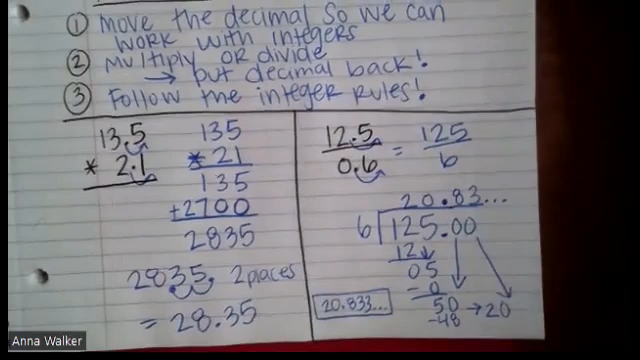 ① Move the decimal so we can
work with integers
② multiply or divide
→ put decimal back!
③ Follow the integer rules!
13.5
* 2.1
135
* 21
135
+2700
2835
2835. 2 places
= 28.35
12.5 / 0.6 = 125 / 6
20.83...
6)125.00
12
05
- 0
50 → 20
-48
20.833...
Anna Walker